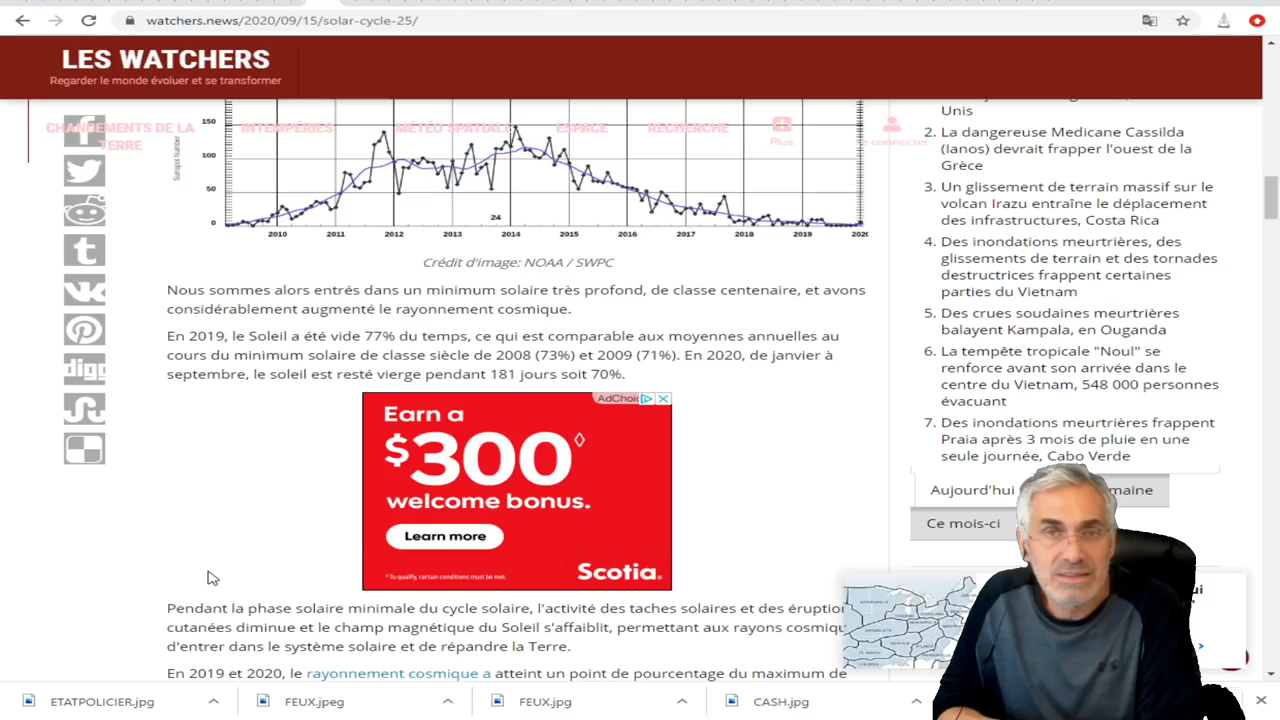 watchers.news/2020/09/15/solar-cycle-25/
LES WATCHERS
Regarder le monde évoluer et se transformer
CHANGEMENTS DE LA
TERRE
INTEMPÉRIES
MÉTÉO SPATIALE
ESPACE
RECHERCHE
Plus
connecter
Sunspot Number
150
100
50
0
24
2010 2011 2012 2013 2014 2015 2016 2017 2018 2019 2020
Crédit d'image: NOAA / SWPC
Nous sommes alors entrés dans un minimum solaire très profond, de classe centenaire, et avons
considérablement augmenté le rayonnement cosmique.
En 2019, le Soleil a été vide 77% du temps, ce qui est comparable aux moyennes annuelles au
cours du minimum solaire de classe siècle de 2008 (73%) et 2009 (71%). En 2020, de janvier à
septembre, le soleil est resté vierge pendant 181 jours soit 70%.
AdChoi
Earn a
$300◊
welcome bonus.
Learn more
*To qualify, certain conditions must be met.
Scotia
Pendant la phase solaire minimale du cycle solaire, l'activité des taches solaires et des éruption
cutanées diminue et le champ magnétique du Soleil s'affaiblit, permettant aux rayons cosmiqu
d'entrer dans le système solaire et de répandre la Terre.
En 2019 et 2020, le rayonnement cosmique a atteint un point de pourcentage du maximum de
Unis
2. La dangereuse Medicane Cassilda
(Ianos) devrait frapper l'ouest de la
Grèce
3. Un glissement de terrain massif sur le
volcan Irazu entraîne le déplacement
des infrastructures, Costa Rica
4. Des inondations meurtrières, des
glissements de terrain et des tornades
destructrices frappent certaines
parties du Vietnam
5. Des crues soudaines meurtrières
balayent Kampala, en Ouganda
6. La tempête tropicale "Noul" se
renforce avant son arrivée dans le
centre du Vietnam, 548 000 personnes
évacuant
7. Des inondations meurtrières frappent
Praia après 3 mois de pluie en une
seule journée, Cabo Verde
Aujourd'hui
maine
Ce mois-ci
digg
ETATPOLICIER.jpg
FEUX.jpeg
FEUX.jpg
CASH.jpg